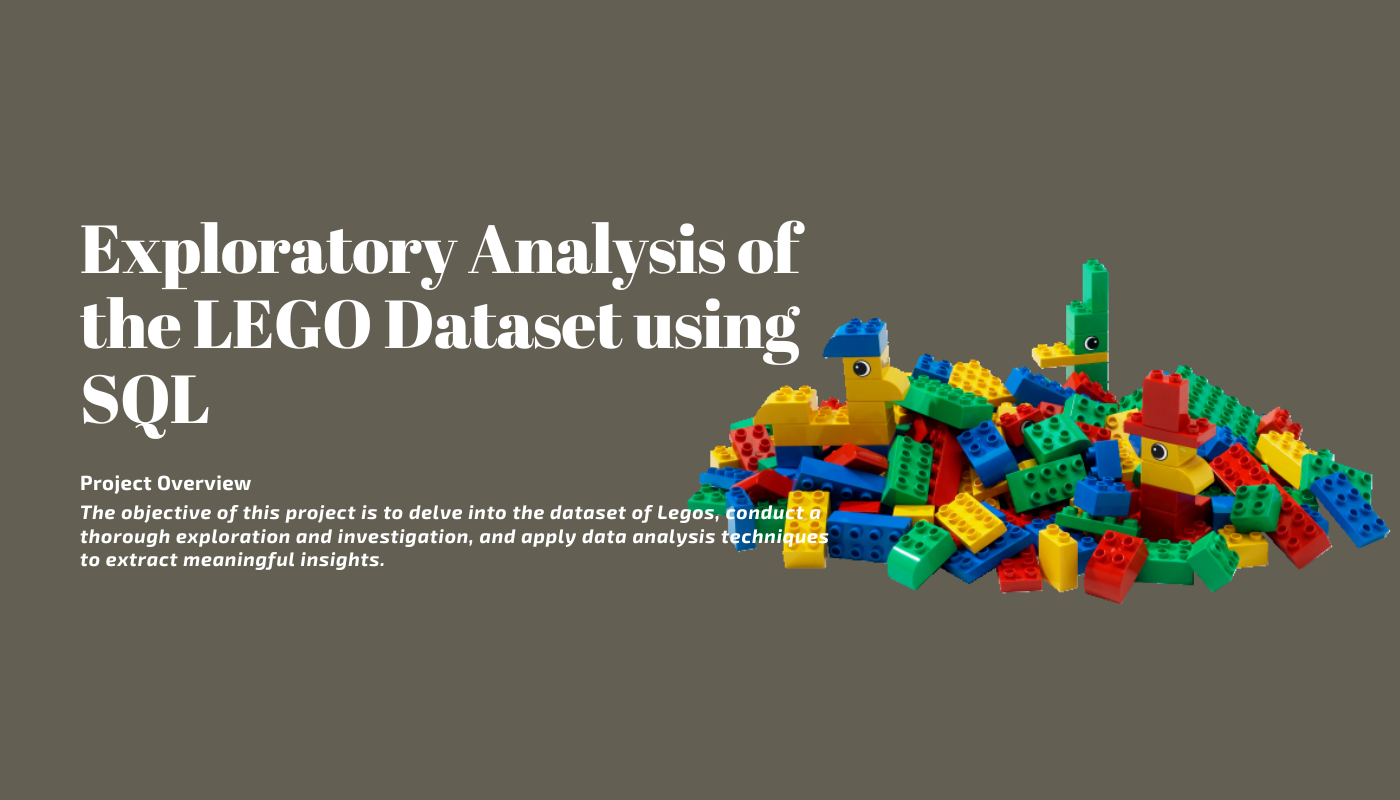 Exploratory Analysis of
the LEGO Dataset using
SQL
Project Overview
The objective of this project is to delve into the dataset of Legos, conduct a
thorough exploration and investigation, and apply data analysis techniques
to extract meaningful insights.